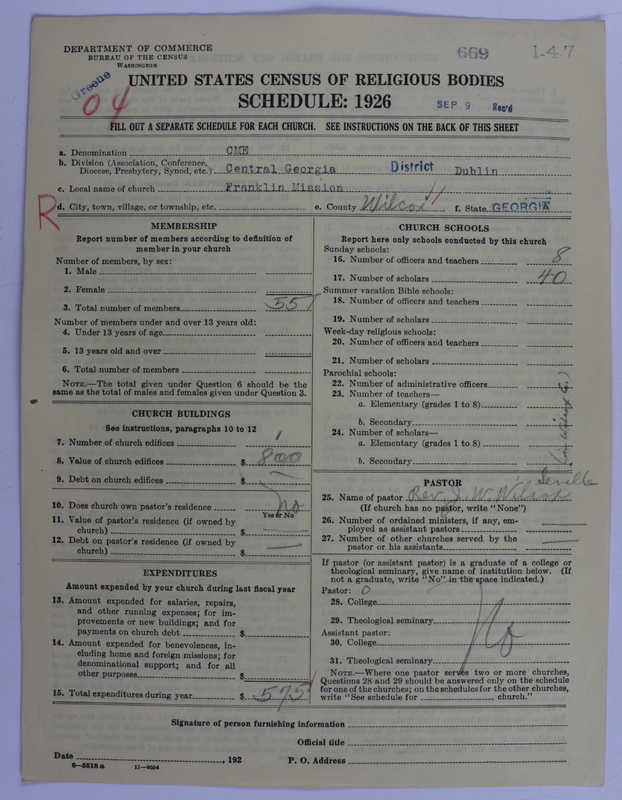 DEPARTMENT OF COMMERCE
BUREAU OF THE CENSUS
WASHINGTON
669 1-47
Greene
04
UNITED STATES CENSUS OF RELIGIOUS BODIES
SCHEDULE: 1926
SEP 9 Rec'd
FILL OUT A SEPARATE SCHEDULE FOR EACH CHURCH. SEE INSTRUCTIONS ON THE BACK OF THIS SHEET
a. Denomination CME
b. Division (Association, Conference, Diocese, Presbytery, Synod, etc.) Central Georgia District Dublin
c. Local name of church Franklin Mission
R
d. City, town, village, or township, etc. e. County Wilcox f. State GEORGIA
MEMBERSHIP
Report number of members according to definition of
member in your church
Number of members, by sex:
1. Male
2. Female
3. Total number of members 55
Number of members under and over 13 years old:
4. Under 13 years of age
5. 13 years old and over
6. Total number of members
NOTE.—The total given under Question 6 should be the
same as the total of males and females given under Question 3.
CHURCH BUILDINGS
See instructions, paragraphs 10 to 12
7. Number of church edifices 1
8. Value of church edifices $ 800
9. Debt on church edifices $
10. Does church own pastor's residence No
Yes or No
11. Value of pastor's residence (if owned by
church) $
12. Debt on pastor's residence (if owned by
church) $
EXPENDITURES
Amount expended by your church during last fiscal year
13. Amount expended for salaries, repairs,
and other running expenses; for im-
provements or new buildings; and for
payments on church debt $
14. Amount expended for benevolences, in-
cluding home and foreign missions; for
denominational support; and for all
other purposes $
15. Total expenditures during year $ 575
CHURCH SCHOOLS
Report here only schools conducted by this church
Sunday schools:
16. Number of officers and teachers 8
17. Number of scholars 40
Summer vacation Bible schools:
18. Number of officers and teachers
19. Number of scholars
Week-day religious schools:
20. Number of officers and teachers
21. Number of scholars
Parochial schools:
22. Number of administrative officers
23. Number of teachers—
a. Elementary (grades 1 to 8)
b. Secondary
24. Number of scholars—
a. Elementary (grades 1 to 8)
b. Secondary
PASTOR
Seville
25. Name of pastor Rev. J. W. Wilcox
(If church has no pastor, write "None")
26. Number of ordained ministers, if any, em-
ployed as assistant pastors
27. Number of other churches served by the
pastor or his assistants
If pastor (or assistant pastor) is a graduate of a college or
theological seminary, give name of institution below. (If
not a graduate, write "No" in the space indicated.)
Pastor: 0
28. College
No
29. Theological seminary
Assistant pastor:
30. College
31. Theological seminary
NOTE.—Where one pastor serves two or more churches,
Questions 28 and 29 should be answered only on the schedule
for one of the churches; on the schedules for the other churches,
write "See schedule for church."
Signature of person furnishing information
Official title
Date , 192 P. O. Address
8—5518a 11—9024